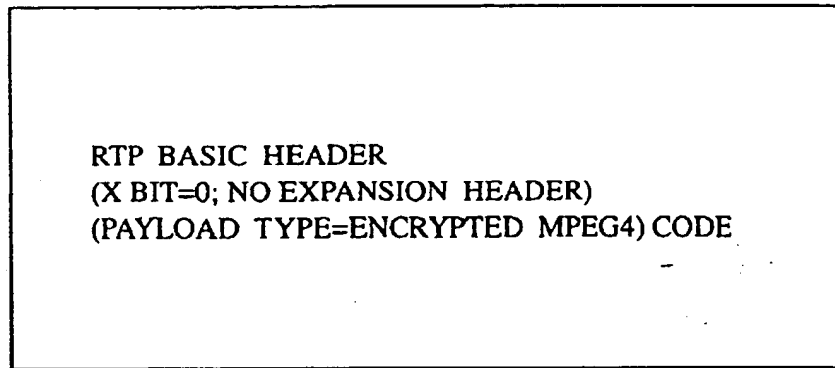 RTP BASIC HEADER
(X BIT=0; NO EXPANSION HEADER)
(PAYLOAD TYPE=ENCRYPTED MPEG4) CODE